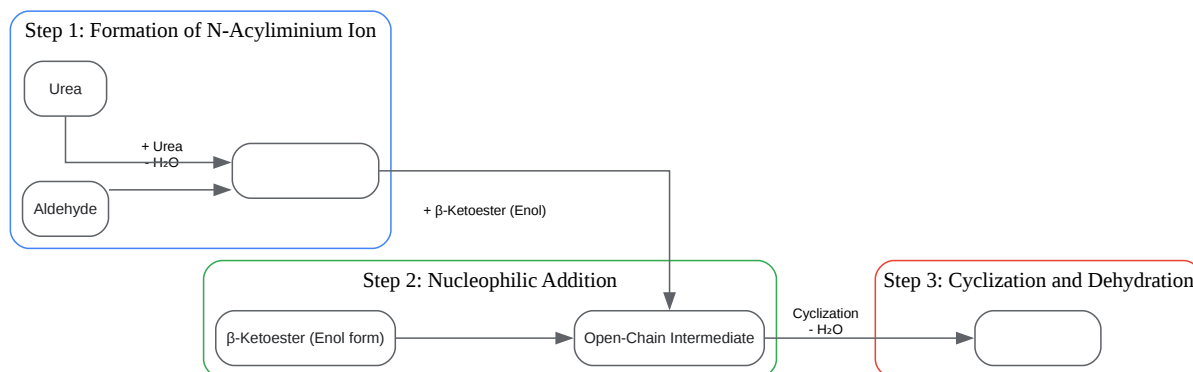 Step 1: Formation of N-Acyliminium Ion
Urea
+ Urea
- H₂O
Aldehyde
+ β-Ketoester (Enol)
Step 2: Nucleophilic Addition
β-Ketoester (Enol form)
Open-Chain Intermediate
Cyclization
- H₂O
Step 3: Cyclization and Dehydration